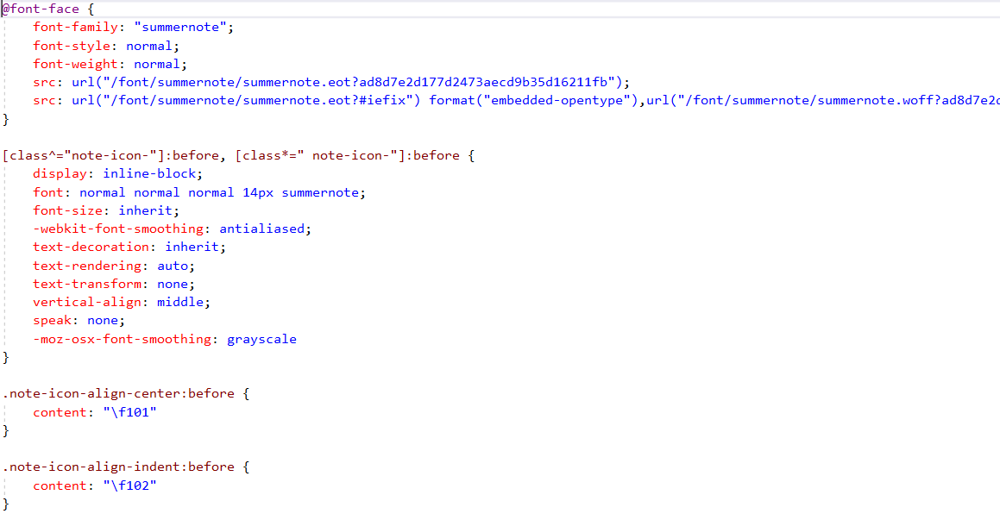 @font-face {
    font-family: "summernote";
    font-style: normal;
    font-weight: normal;
    src: url("/font/summernote/summernote.eot?ad8d7e2d177d2473aecd9b35d16211fb");
    src: url("/font/summernote/summernote.eot?#iefix") format("embedded-opentype"),url("/font/summernote/summernote.woff?ad8d7e2
}

[class^="note-icon-"]:before, [class*=" note-icon-"]:before {
    display: inline-block;
    font: normal normal normal 14px summernote;
    font-size: inherit;
    -webkit-font-smoothing: antialiased;
    text-decoration: inherit;
    text-rendering: auto;
    text-transform: none;
    vertical-align: middle;
    speak: none;
    -moz-osx-font-smoothing: grayscale
}

.note-icon-align-center:before {
    content: "\f101"
}

.note-icon-align-indent:before {
    content: "\f102"
}